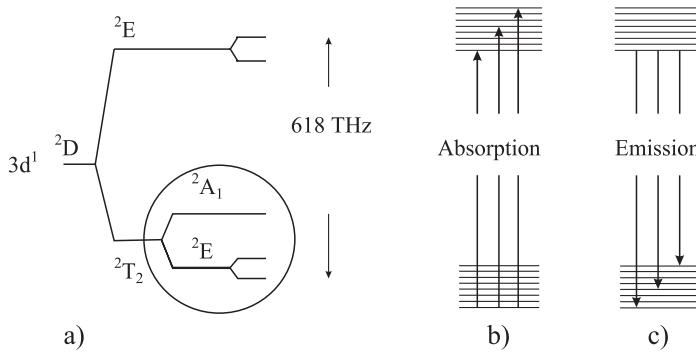 ²E
²D
3d¹
²A₁
²E
²T₂
618 THz
a)
Absorption
b)
Emission
c)